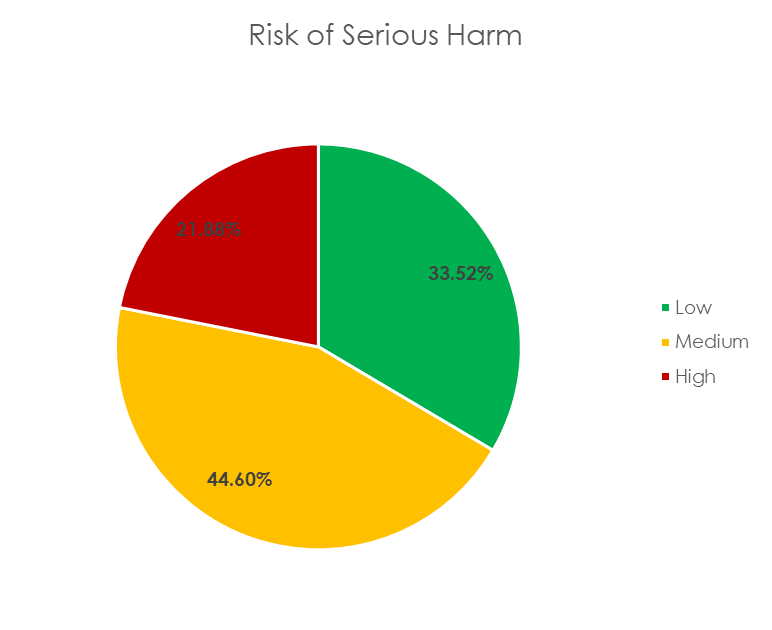 Risk of Serious Harm
21.88%
33.52%
44.60%
Low
Medium
High